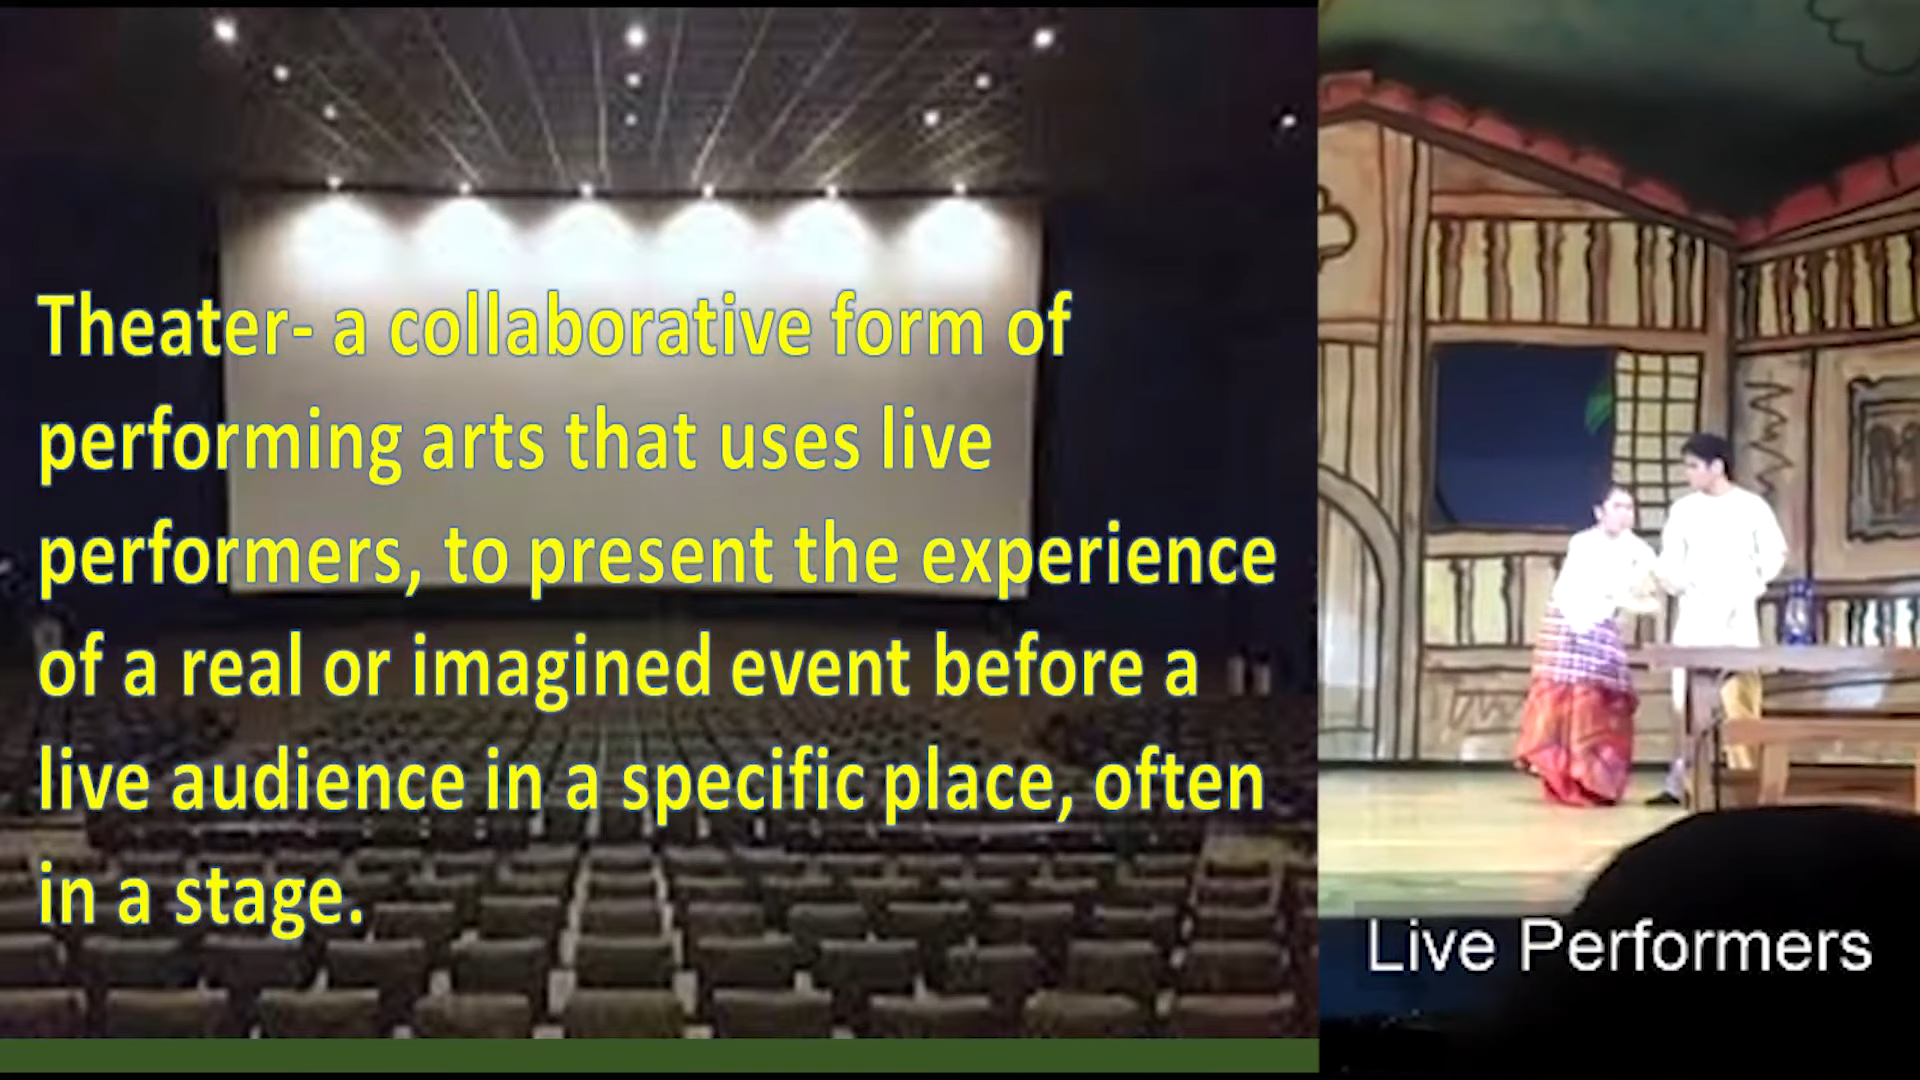 Theater- a collaborative form of
performing arts that uses live
performers, to present the experience
of a real or imagined event before a
live audience in a specific place, often
in a stage.
Live Performers